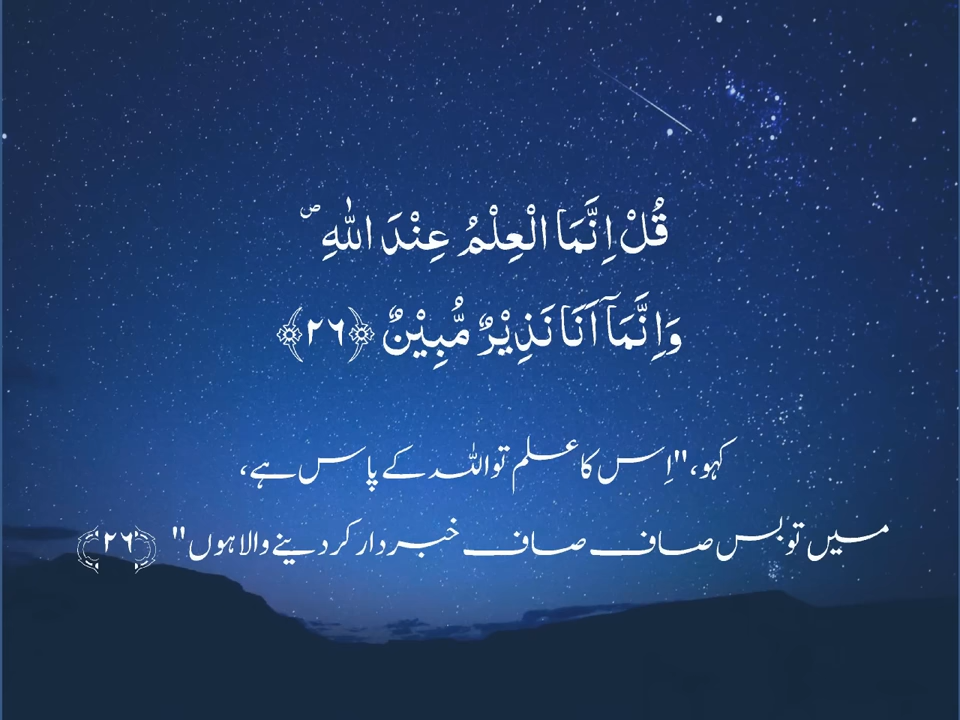 قُلْ اِنَّمَا الْعِلْمُ عِنْدَ اللّٰهِ ۖ
وَاِنَّمَاۤ اَنَا نَذِيْرٌ مُّبِيْنٌ ﴿٢٦﴾
کہو، "اِس کا علم تو اللہ کے پاس ہے،
میں تو بس صاف صاف خبردار کر دینے والا ہوں" ﴿٢٦﴾